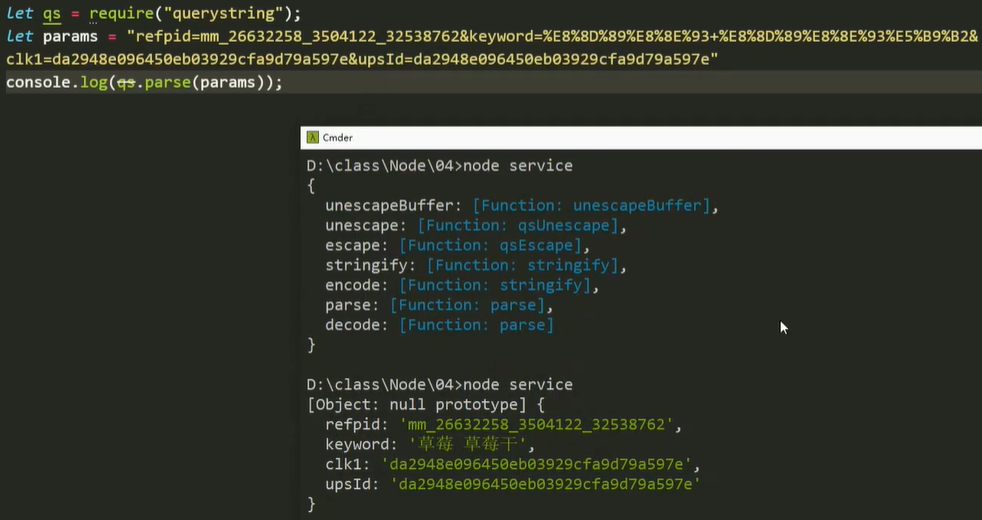 let qs = require("querystring");
let params = "refpid=mm_26632258_3504122_32538762&keyword=%E8%8D%89%E8%8E%93+%E8%8D%89%E8%8E%93%E5%B9%B2&
clk1=da2948e096450eb03929cfa9d79a597e&upsId=da2948e096450eb03929cfa9d79a597e"
console.log(qs.parse(params));
Cmder
D:\class\Node\04>node service
{
unescapeBuffer: [Function: unescapeBuffer],
unescape: [Function: qsUnescape],
escape: [Function: qsEscape],
stringify: [Function: stringify],
encode: [Function: stringify],
parse: [Function: parse],
decode: [Function: parse]
}
D:\class\Node\04>node service
[Object: null prototype] {
refpid: 'mm_26632258_3504122_32538762',
keyword: '草莓 草莓干',
clk1: 'da2948e096450eb03929cfa9d79a597e',
upsId: 'da2948e096450eb03929cfa9d79a597e'
}